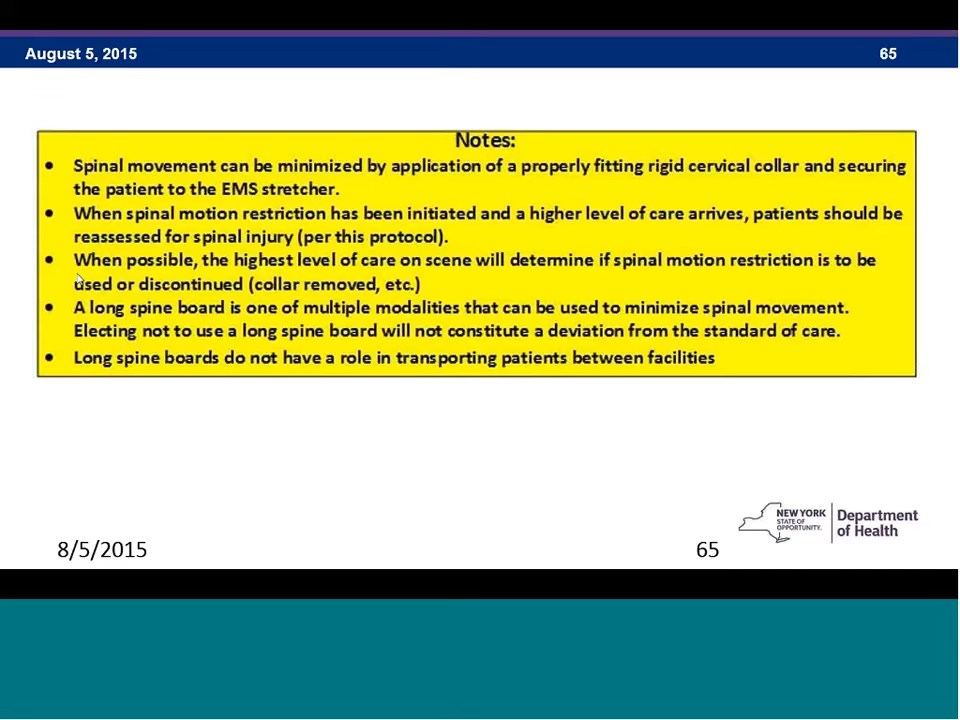 August 5, 2015 65
Notes:
• Spinal movement can be minimized by application of a properly fitting rigid cervical collar and securing
the patient to the EMS stretcher.
• When spinal motion restriction has been initiated and a higher level of care arrives, patients should be
reassessed for spinal injury (per this protocol).
• When possible, the highest level of care on scene will determine if spinal motion restriction is to be
used or discontinued (collar removed, etc.)
• A long spine board is one of multiple modalities that can be used to minimize spinal movement.
Electing not to use a long spine board will not constitute a deviation from the standard of care.
• Long spine boards do not have a role in transporting patients between facilities
NEW YORK
STATE OF
OPPORTUNITY.
Department
of Health
8/5/2015 65